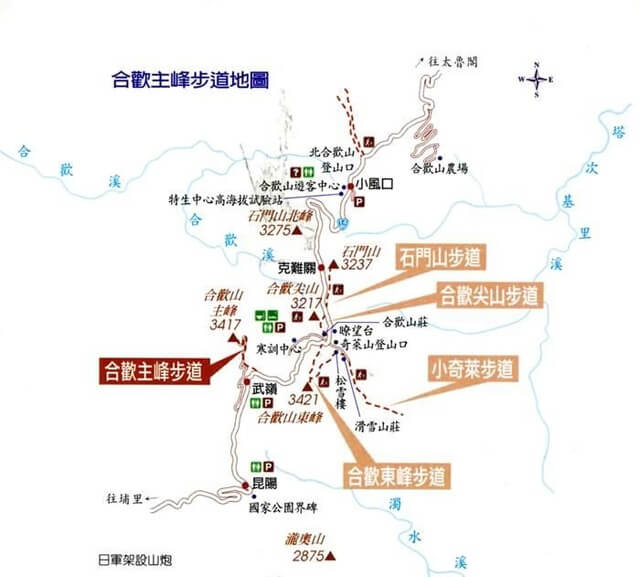 往太魯閣
N
W
E
S
合歡主峰步道地圖
合歡溪
塔次基里溪
北合歡山
登山口
合歡山農場
?
合歡山遊客中心
小風口
特生中心高海拔試驗站
P
石門山北峰
3275
合歡溪
石門山
3237
克難關
石門山步道
合歡尖山
3217
合歡尖山步道
合歡山
主峰
3417
合歡山莊
瞭望台
P
寒訓中心
奇萊山登山口
合歡主峰步道
小奇萊步道
武嶺
3421
松雪樓
P
合歡山東峰
滑雪山莊
合歡東峰步道
P
昆陽
往埔里
國家公園界碑
濁水溪
瀧奧山
2875
日軍架設山炮